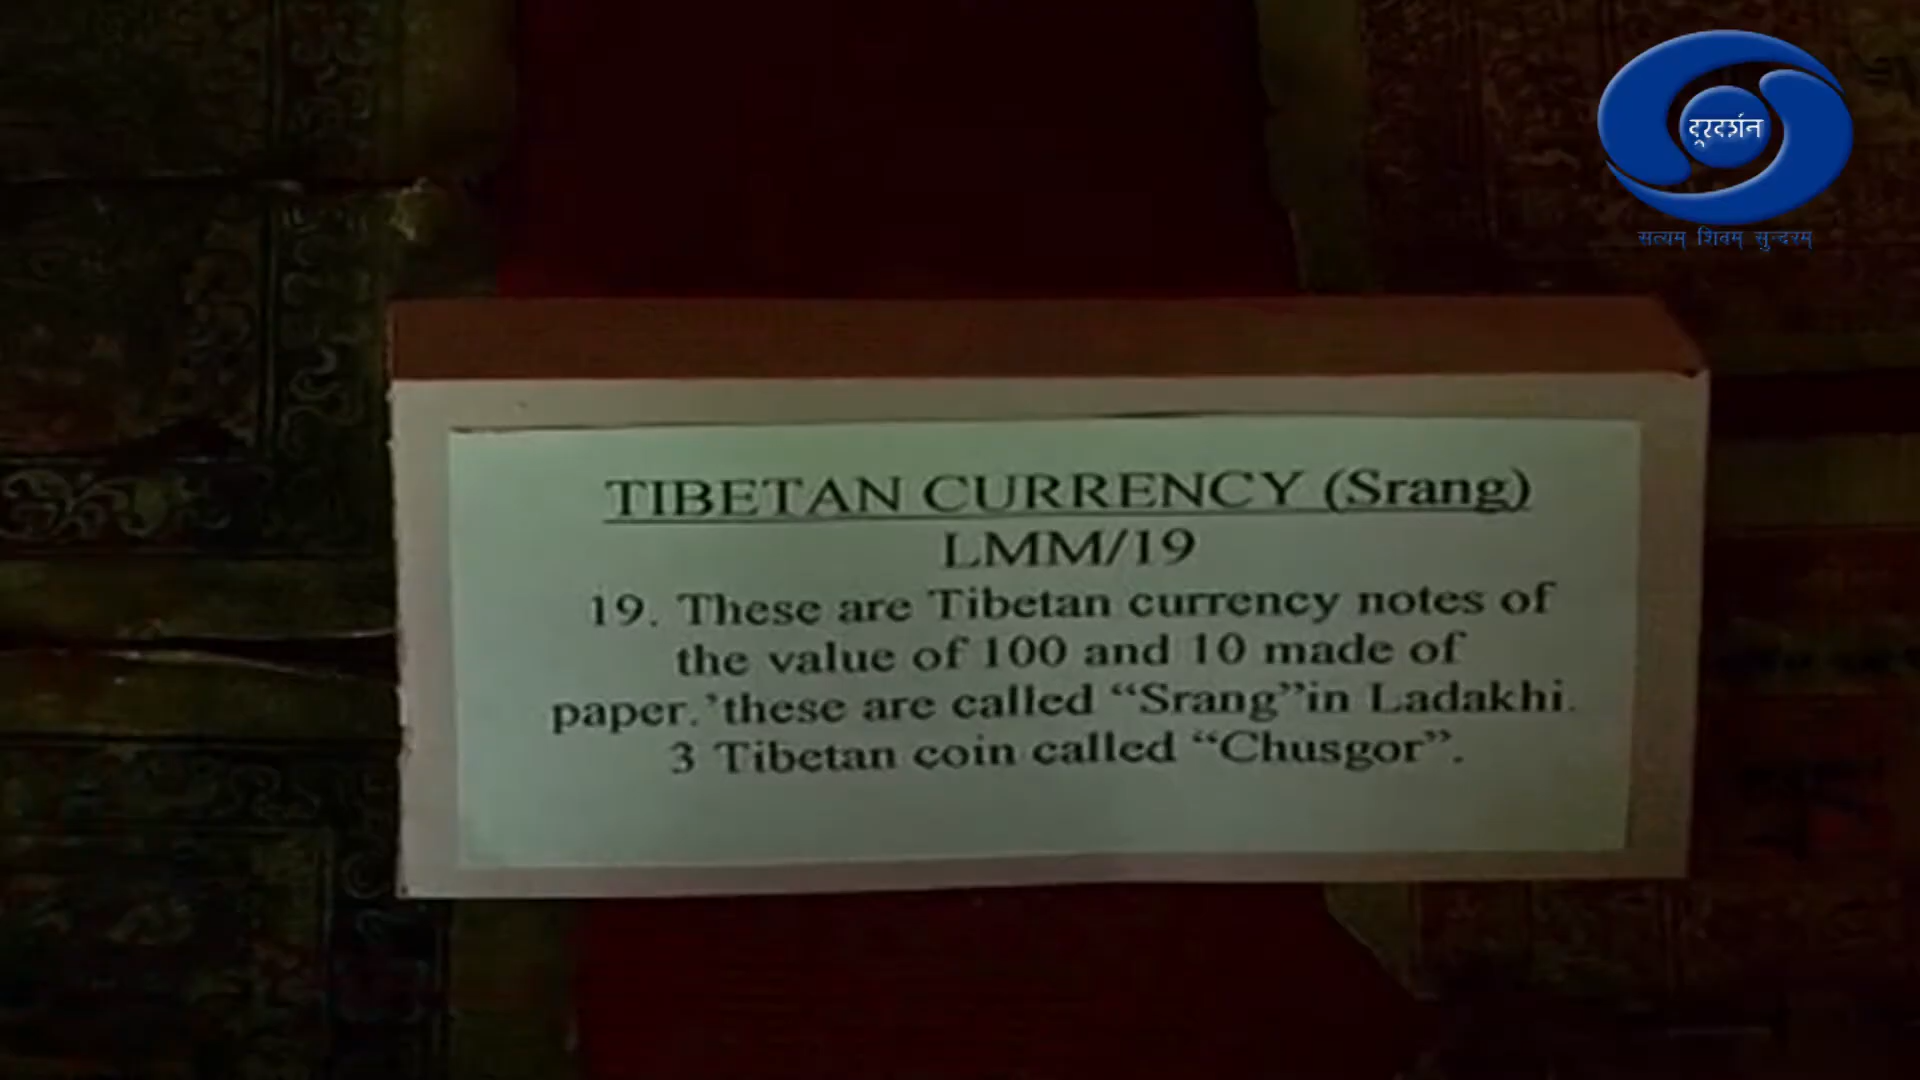 दूरदर्शन
सत्यम् शिवम् सुन्दरम्
TIBETAN CURRENCY (Srang)
LMM/19
19. These are Tibetan currency notes of
the value of 100 and 10 made of
paper.’these are called “Srang”in Ladakhi.
3 Tibetan coin called “Chusgor”.